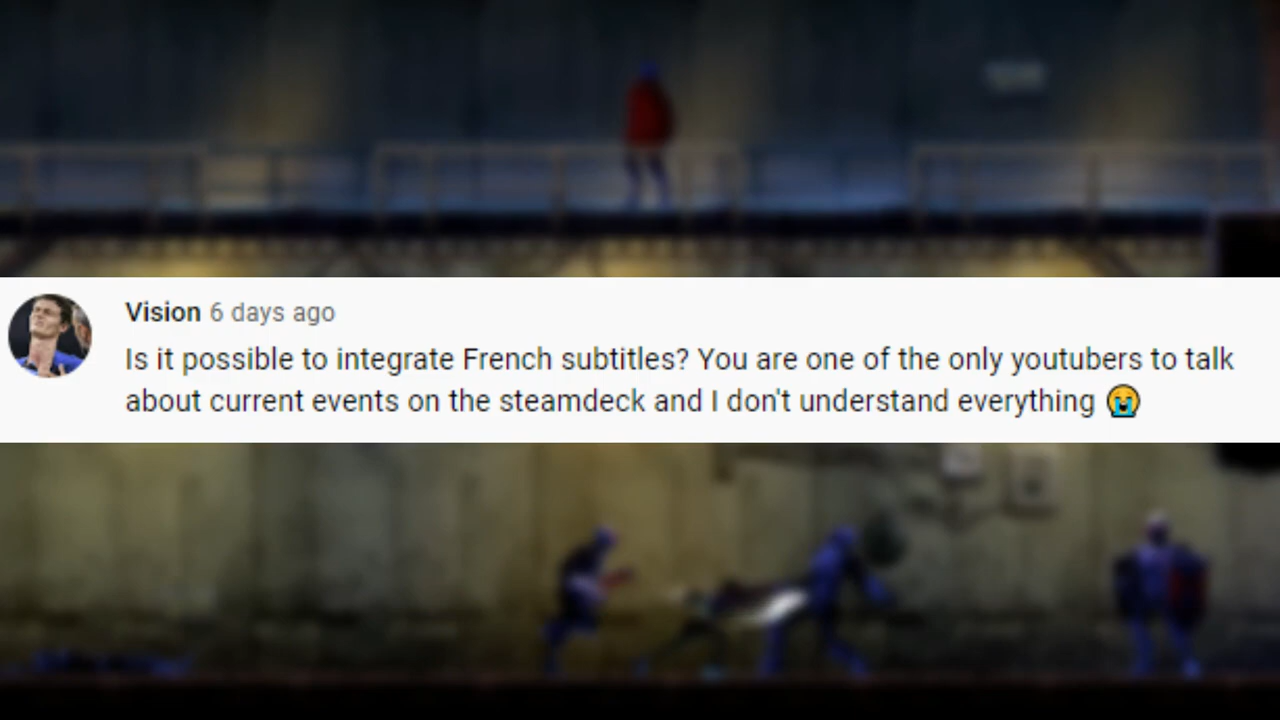 Vision 6 days ago
Is it possible to integrate French subtitles? You are one of the only youtubers to talk
about current events on the steamdeck and I don't understand everything 😭